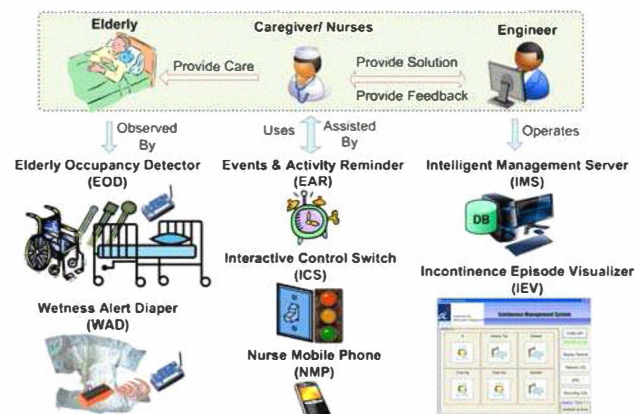 Elderly
Caregiver/ Nurses
Engineer
Provide Care
Provide Solution
Provide Feedback
Observed
By
Uses
Assisted
By
Operates
Elderly Occupancy Detector
(EOD)
Events & Activity Reminder
(EAR)
Intelligent Management Server
(IMS)
DB
Interactive Control Switch
(ICS)
Incontinence Episode Visualizer
(IEV)
Wetness Alert Diaper
(WAD)
Continence Management System
Nurse Mobile Phone
(NMP)